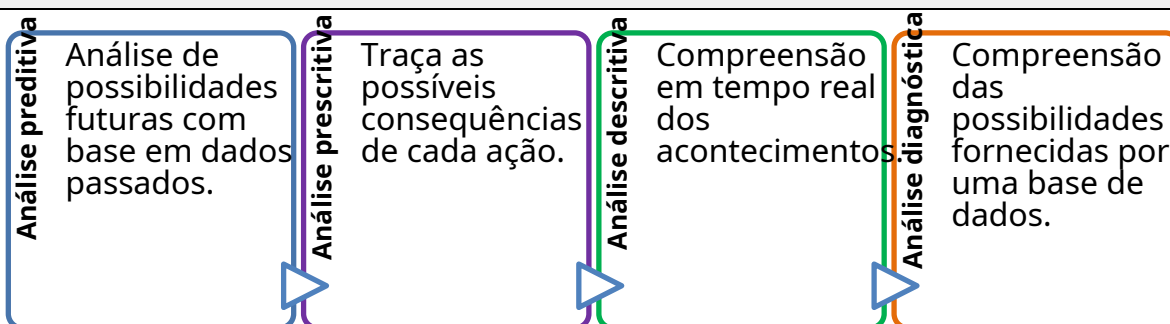 Análise preditiva
Análise de
possibilidades
futuras com
base em dados
passados.
Análise prescritiva
Traça as
possíveis
consequências
de cada ação.
Análise descritiva
Compreensão
em tempo real
dos
acontecimentos.
Análise diagnóstica
Compreensão
das
possibilidades
fornecidas por
uma base de
dados.